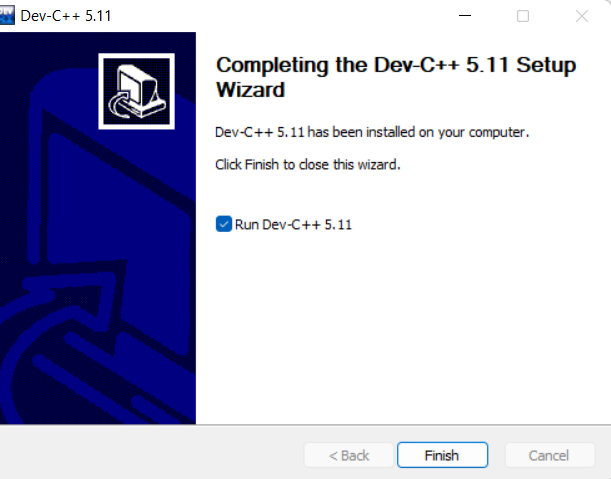 Dev-C++ 5.11
Completing the Dev-C++ 5.11 Setup
Wizard
Dev-C++ 5.11 has been installed on your computer.
Click Finish to close this wizard.
Run Dev-C++ 5.11
< Back
Finish
Cancel